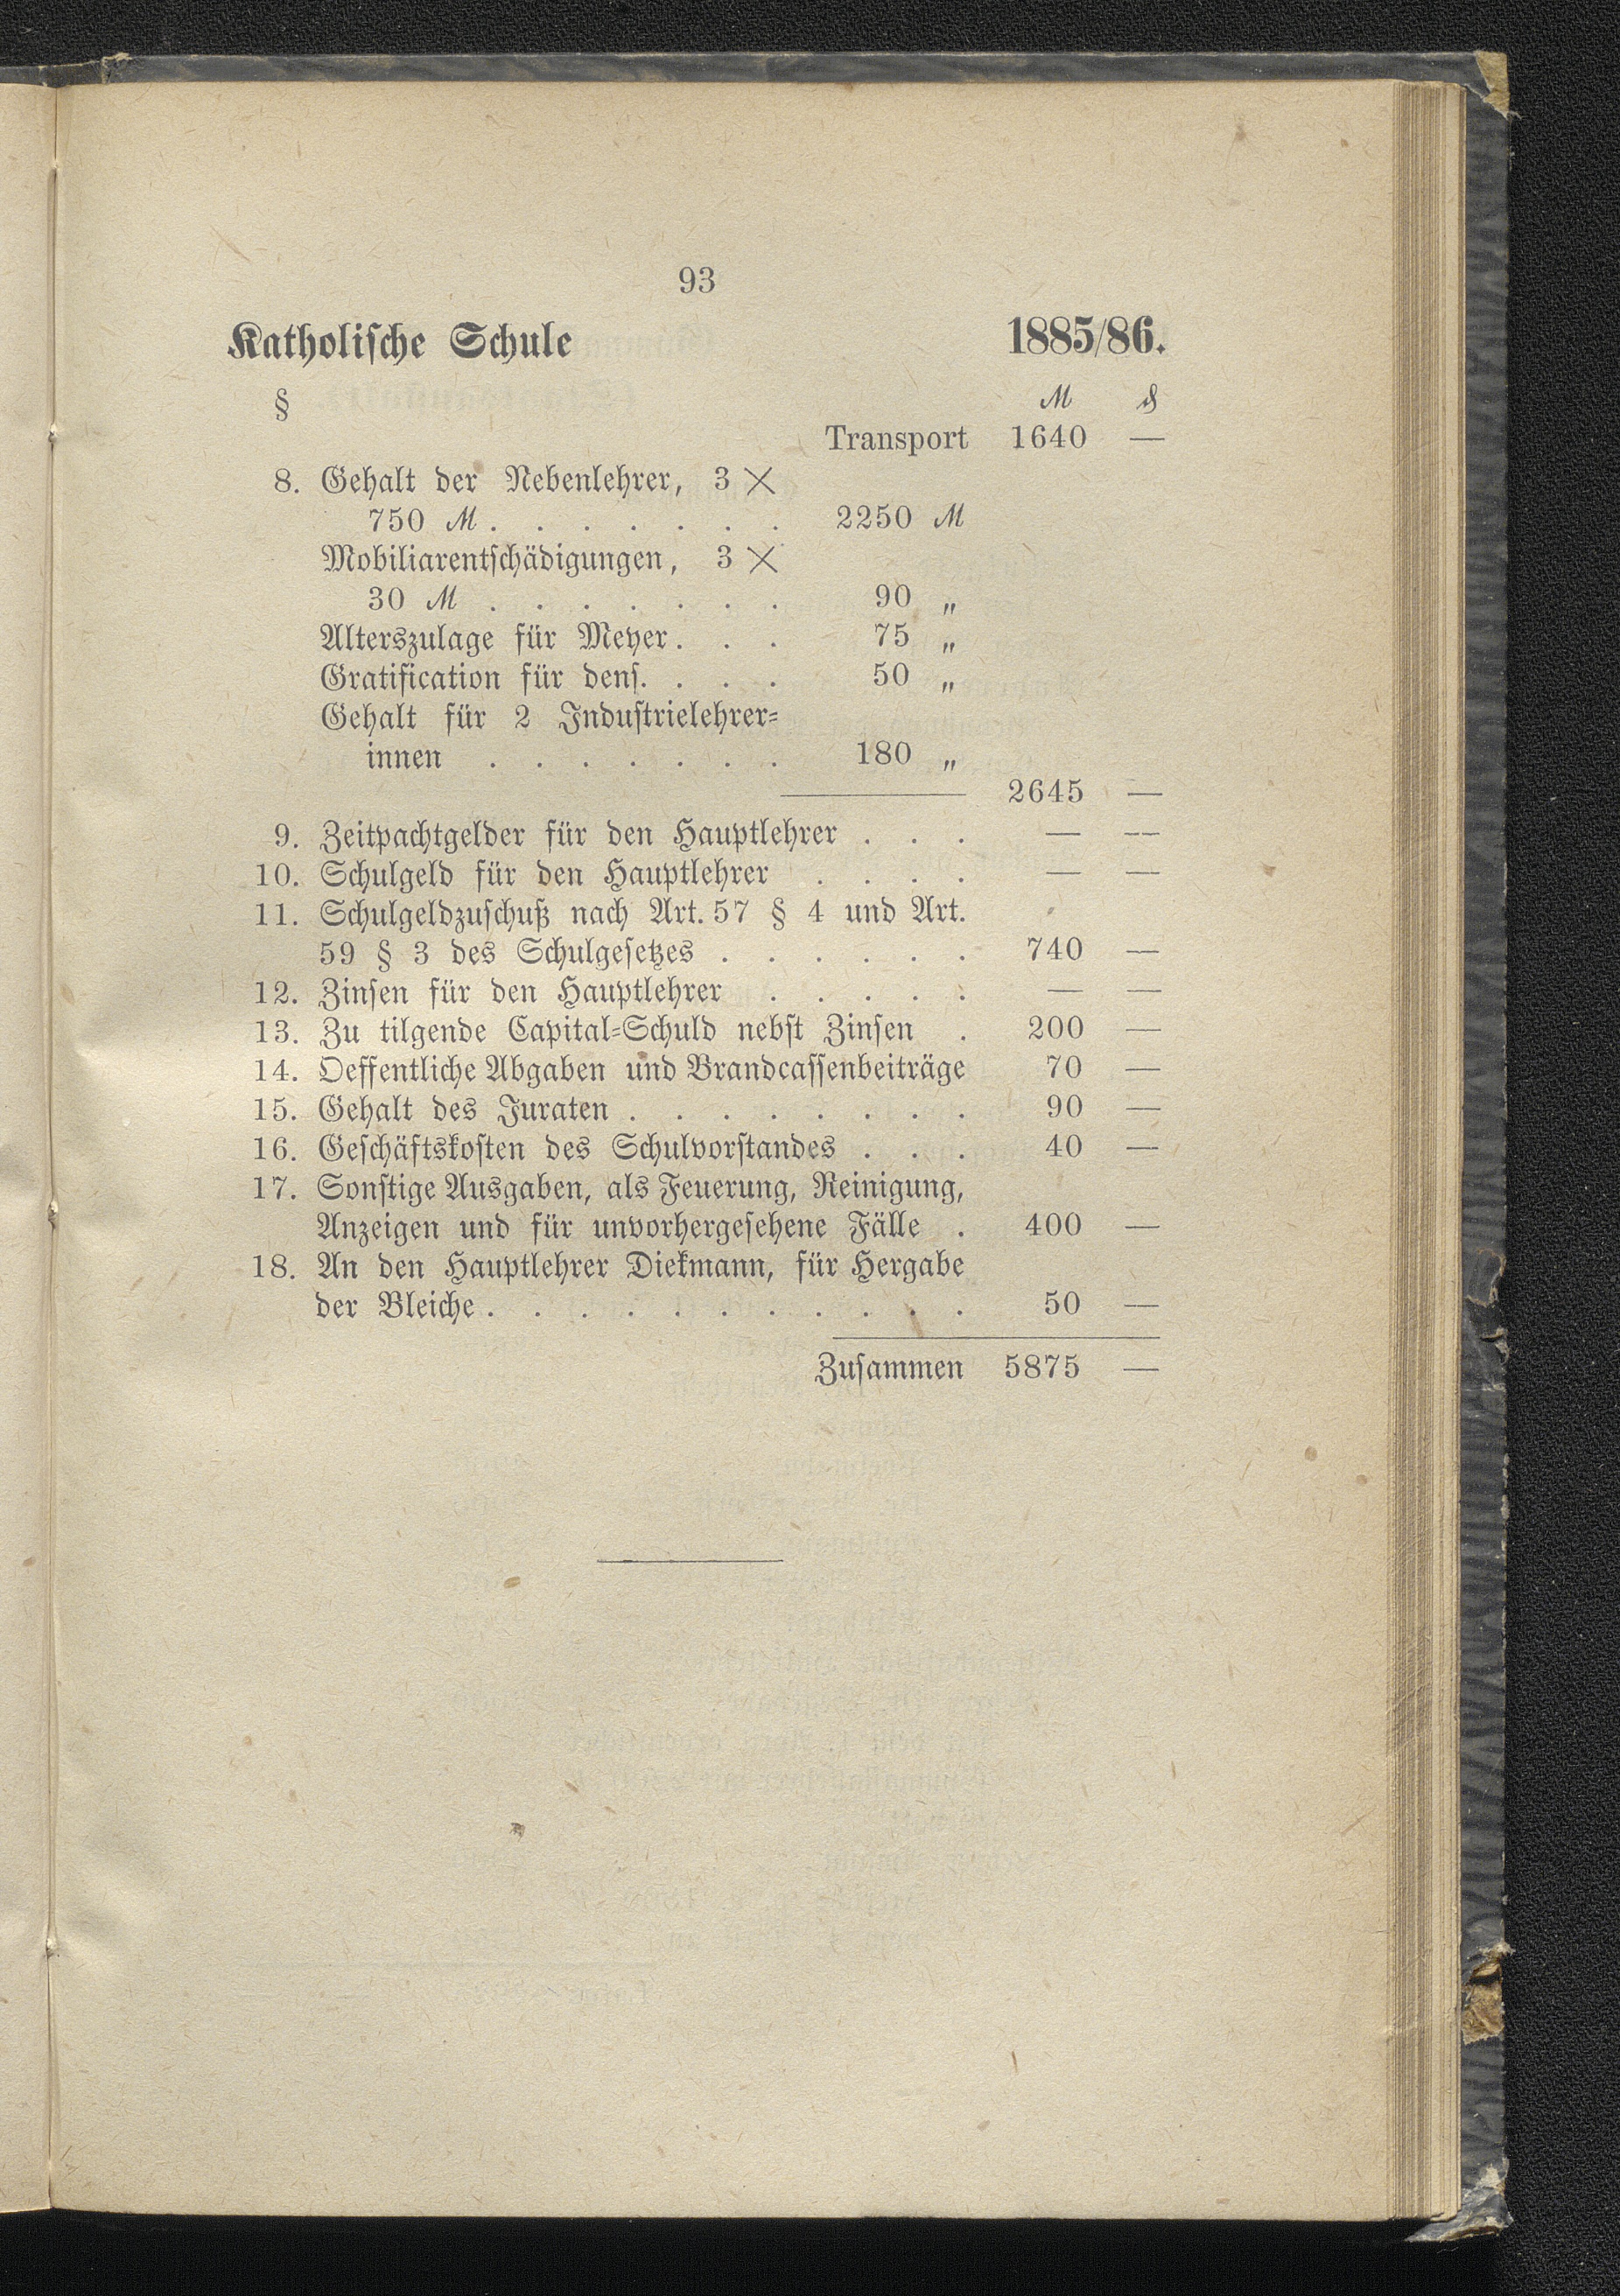 93
Katholische Schule 1885/86.
§ ℳ ₰
Transport 1640 —
8. Gehalt der Nebenlehrer, 3 ×
750 ℳ . . . . . . . 2250 ℳ
Mobiliarentschädigungen, 3 ×
30 ℳ . . . . . . . 90 „
Alterszulage für Meyer . . . 75 „
Gratification für dens. . . . 50 „
Gehalt für 2 Industrielehrer=
innen . . . . . . . 180 „
2645 —
9. Zeitpachtgelder für den Hauptlehrer . . . — —
10. Schulgeld für den Hauptlehrer . . . . — —
11. Schulgeldzuschuß nach Art. 57 § 4 und Art.
59 § 3 des Schulgesetzes . . . . . . 740 —
12. Zinsen für den Hauptlehrer . . . . . — —
13. Zu tilgende Capital=Schuld nebst Zinsen . 200 —
14. Oeffentliche Abgaben und Brandcassenbeiträge 70 —
15. Gehalt des Juraten . . . . . . . . 90 —
16. Geschäftskosten des Schulvorstandes . . . 40 —
17. Sonstige Ausgaben, als Feuerung, Reinigung,
Anzeigen und für unvorhergesehene Fälle . 400 —
18. An den Hauptlehrer Diekmann, für Hergabe
der Bleiche . . . . . . . . . . . 50 —
Zusammen 5875 —